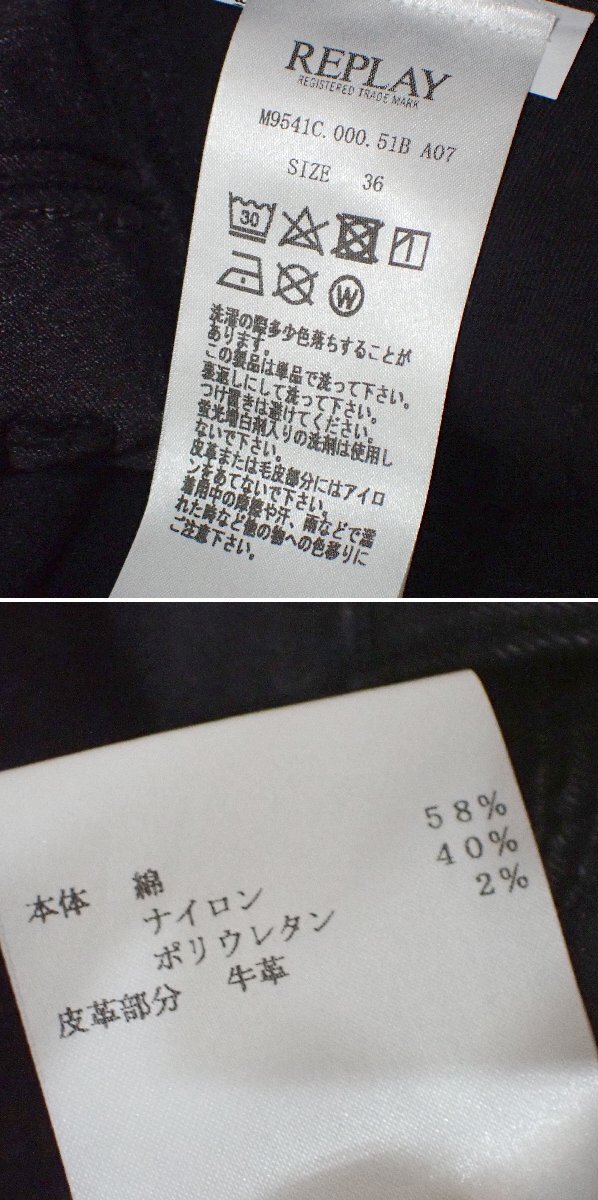 REPLAY
REGISTERED TRADE MARK
M9541C.000.51B A07
SIZE 36
30
W
洗濯の際多少色落ちすることが
あります。
この製品は単品で洗って下さい。
裏返しにして洗って下さい。
つけ置きは避けてください。
蛍光増白剤入りの洗剤は使用し
ないで下さい。
皮革または毛皮部分にはアイロ
ンをあてないで下さい。
着用中の摩擦や汗、雨などで濡
れた時など他の物への色移りに
ご注意下さい。
本体 綿 58%
ナイロン 40%
ポリウレタン 2%
皮革部分 牛革